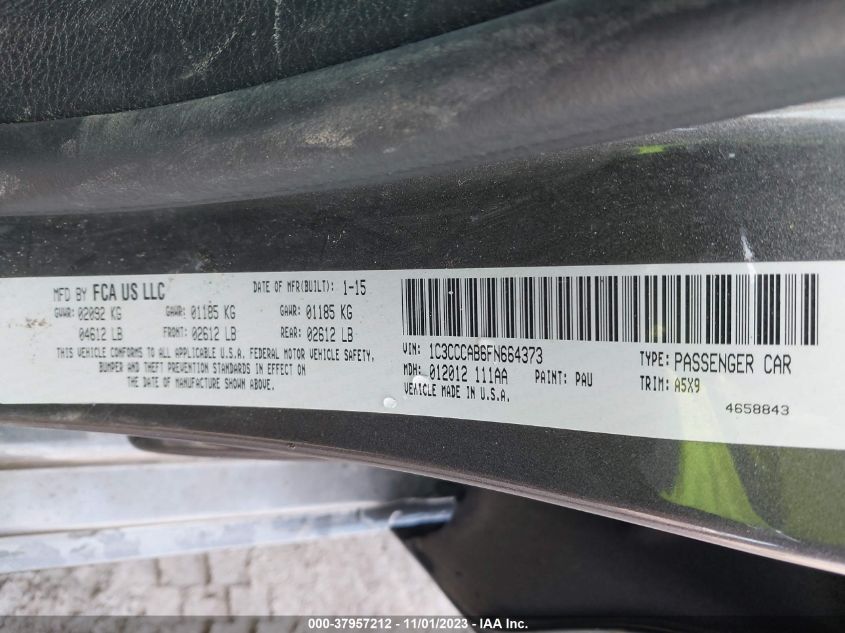 MFD BY FCA US LLC DATE OF MFR(BUILT): 1-15
GVWR: 02092 KG GAWR: 01185 KG GAWR: 01185 KG
04612 LB FRONT: 02612 LB REAR: 02612 LB
THIS VEHICLE CONFORMS TO ALL APPLICABLE U.S.A. FEDERAL MOTOR VEHICLE SAFETY,
BUMPER AND THEFT PREVENTION STANDARDS IN EFFECT ON
THE DATE OF MANUFACTURE SHOWN ABOVE.
VIN: 1C3CCCAB6FN664373 TYPE: PASSENGER CAR
MDH: 012012 111AA PAINT: PAU TRIM: A5X9
VEHICLE MADE IN U.S.A.
4658843
000-37957212 - 11/01/2023 - IAA Inc.